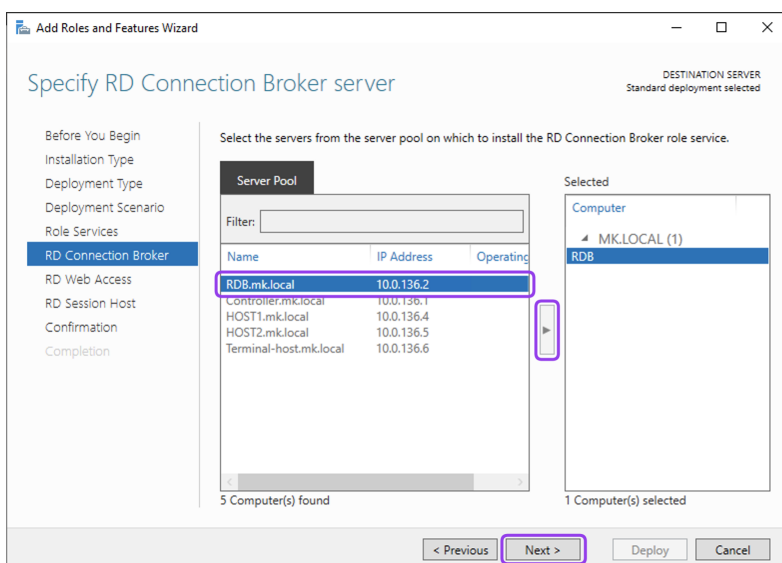 Add Roles and Features Wizard
Specify RD Connection Broker server
DESTINATION SERVER
Standard deployment selected
Before You Begin
Installation Type
Deployment Type
Deployment Scenario
Role Services
RD Connection Broker
RD Web Access
RD Session Host
Confirmation
Completion
Select the servers from the server pool on which to install the RD Connection Broker role service.
Server Pool
Filter:
Name IP Address Operating
RDB.mk.local 10.0.136.2
Controller.mk.local 10.0.136.1
HOST1.mk.local 10.0.136.4
HOST2.mk.local 10.0.136.5
Terminal-host.mk.local 10.0.136.6
5 Computer(s) found
Selected
Computer
MK.LOCAL (1)
RDB
1 Computer(s) selected
< Previous Next > Deploy Cancel